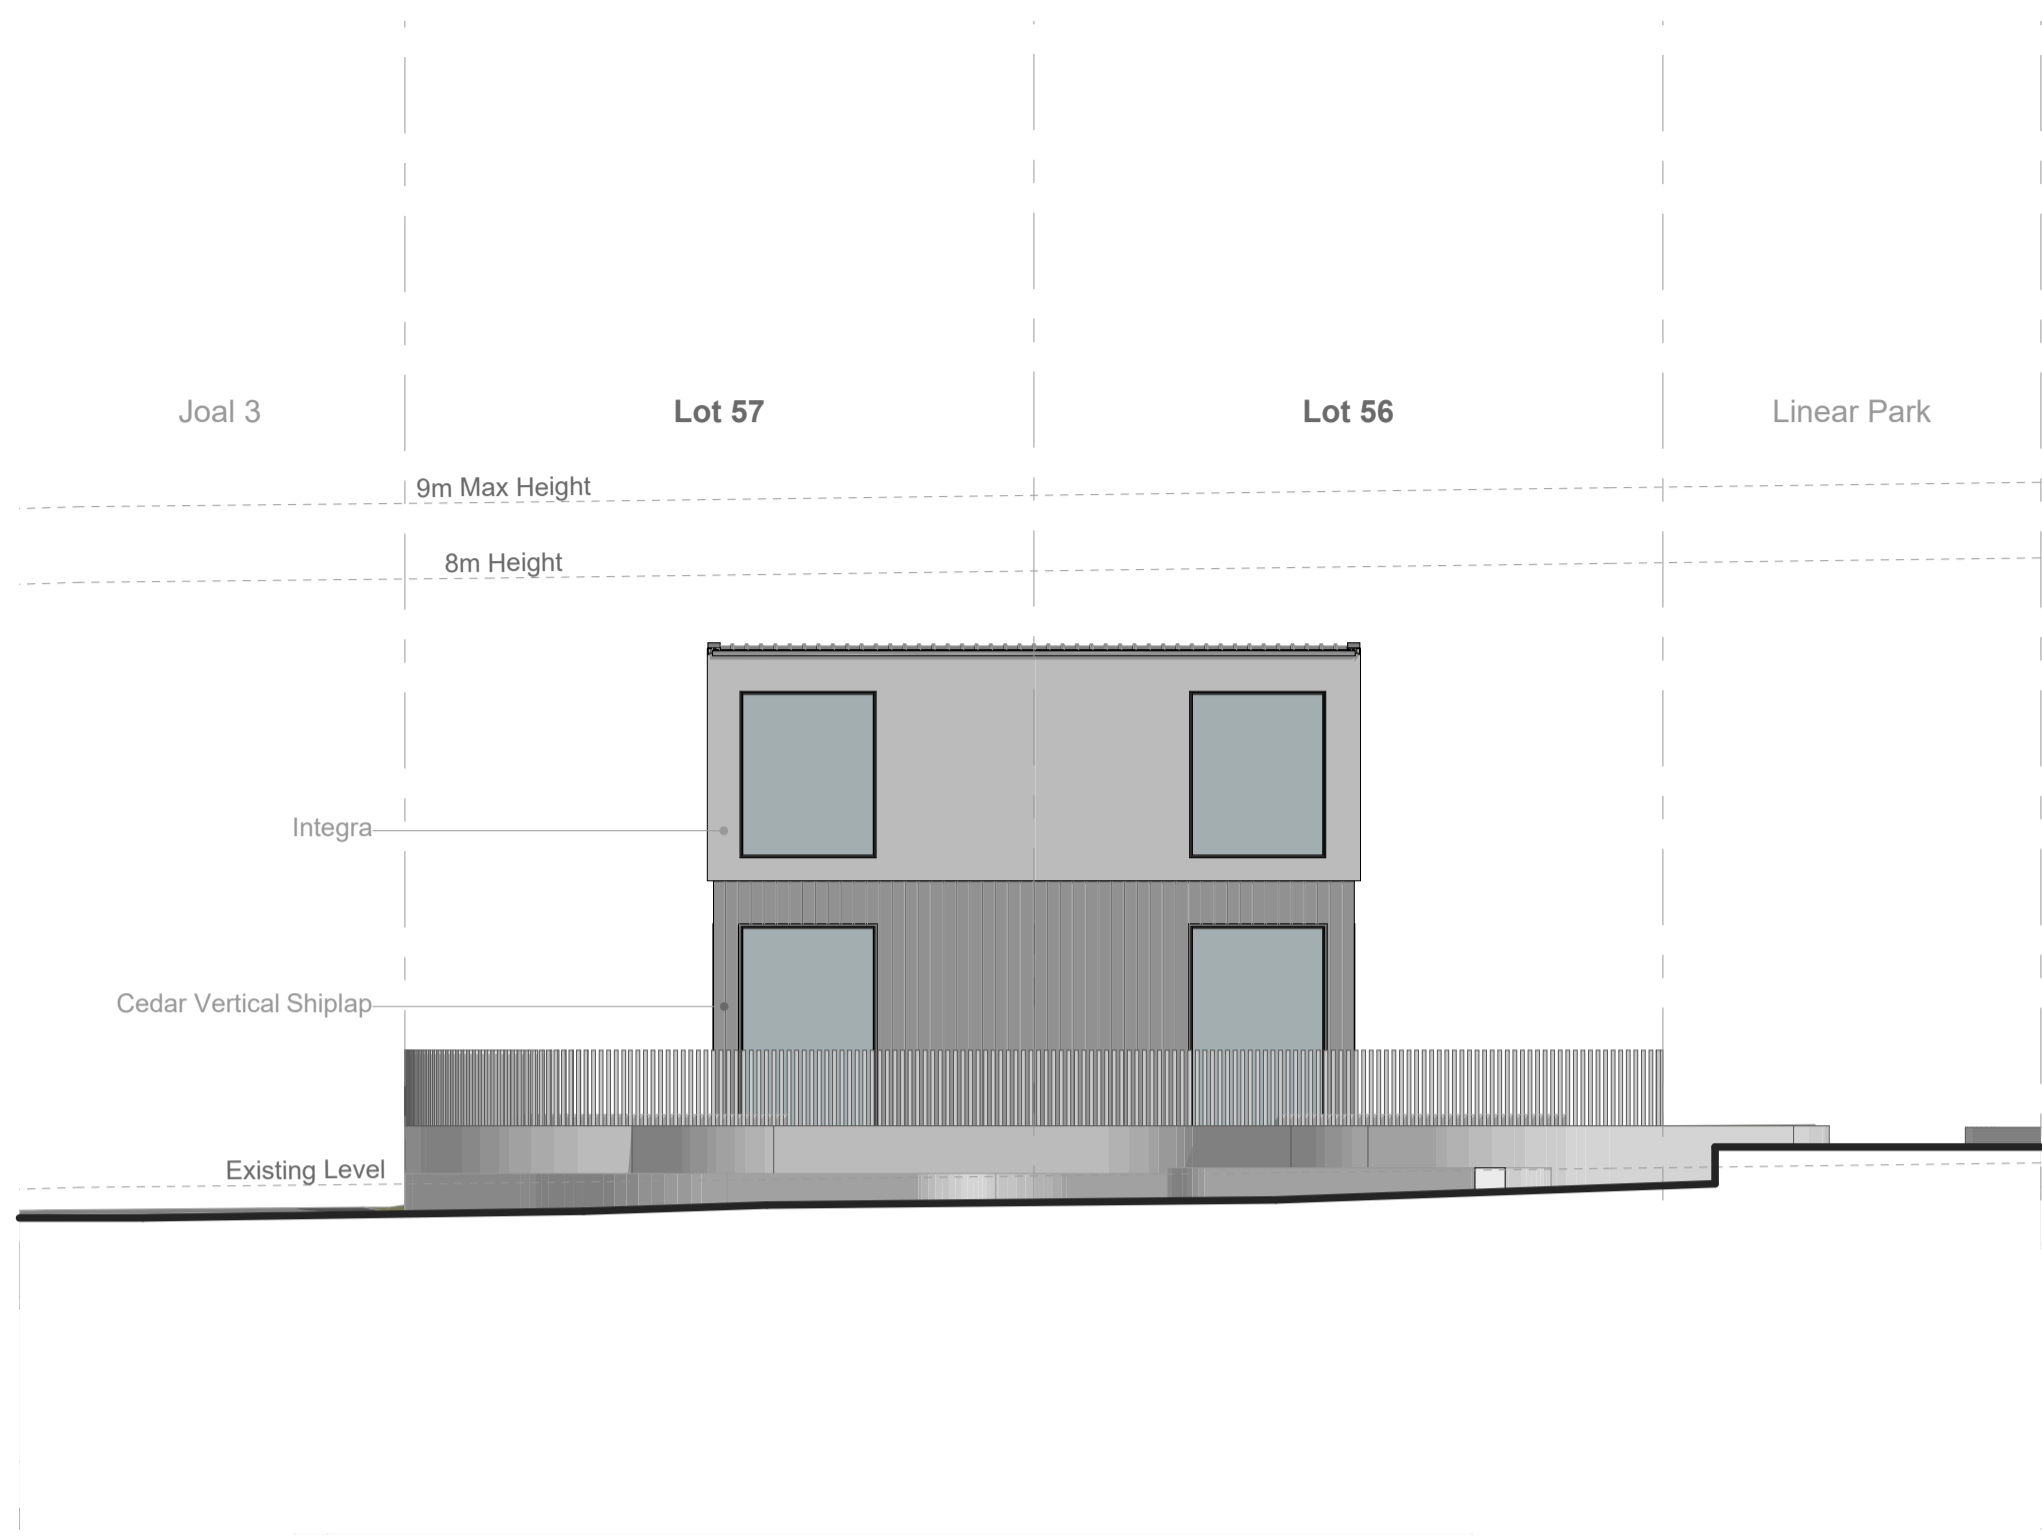 Joal 3
Lot 57
Lot 56
Linear Park
9m Max Height
8m Height
Integra
Cedar Vertical Shiplap
Existing Level